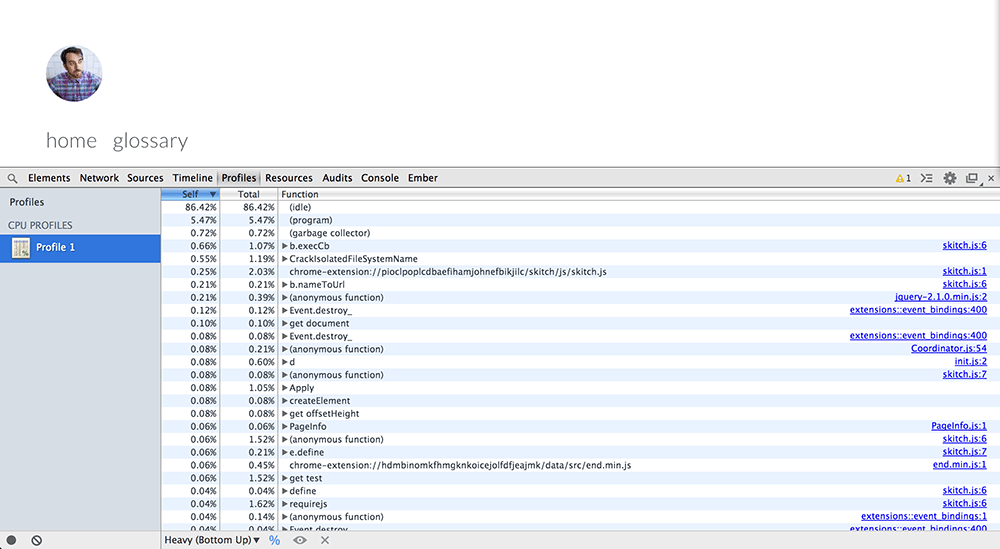 home glossary
Elements Network Sources Timeline Profiles Resources Audits Console Ember 1
Profiles
CPU PROFILES
Profile 1
Self Total Function
86.42% 86.42% (idle)
5.47% 5.47% (program)
0.72% 0.72% (garbage collector)
0.66% 1.07% b.execCb skitch.js:6
0.55% 1.19% CrackIsolatedFileSystemName
0.25% 2.03% chrome-extension://pioclpoplcdbaefihamjohnefbikjilc/skitch/js/skitch.js skitch.js:1
0.21% 0.21% b.nameToUrl skitch.js:6
0.21% 0.39% (anonymous function) jquery-2.1.0.min.js:2
0.12% 0.12% Event.destroy_ extensions::event_bindings:400
0.10% 0.10% get document
0.08% 0.08% Event.destroy_ extensions::event_bindings:400
0.08% 0.21% (anonymous function) Coordinator.js:54
0.08% 0.60% d init.js:2
0.08% 0.08% (anonymous function) skitch.js:7
0.08% 1.05% Apply
0.08% 0.08% createElement
0.08% 0.08% get offsetHeight
0.06% 0.06% PageInfo PageInfo.js:1
0.06% 1.52% (anonymous function) skitch.js:6
0.06% 0.21% e.define skitch.js:7
0.06% 0.45% chrome-extension://hdmbinomkfhmgknkoicejolfdfjeajmk/data/src/end.min.js end.min.js:1
0.06% 1.52% get test
0.04% 0.04% define skitch.js:6
0.04% 1.62% requirejs skitch.js:6
0.04% 0.14% (anonymous function) extensions::event_bindings:1
0.04% 0.04% Event.destroy_ extensions::event_bindings:400
Heavy (Bottom Up) %